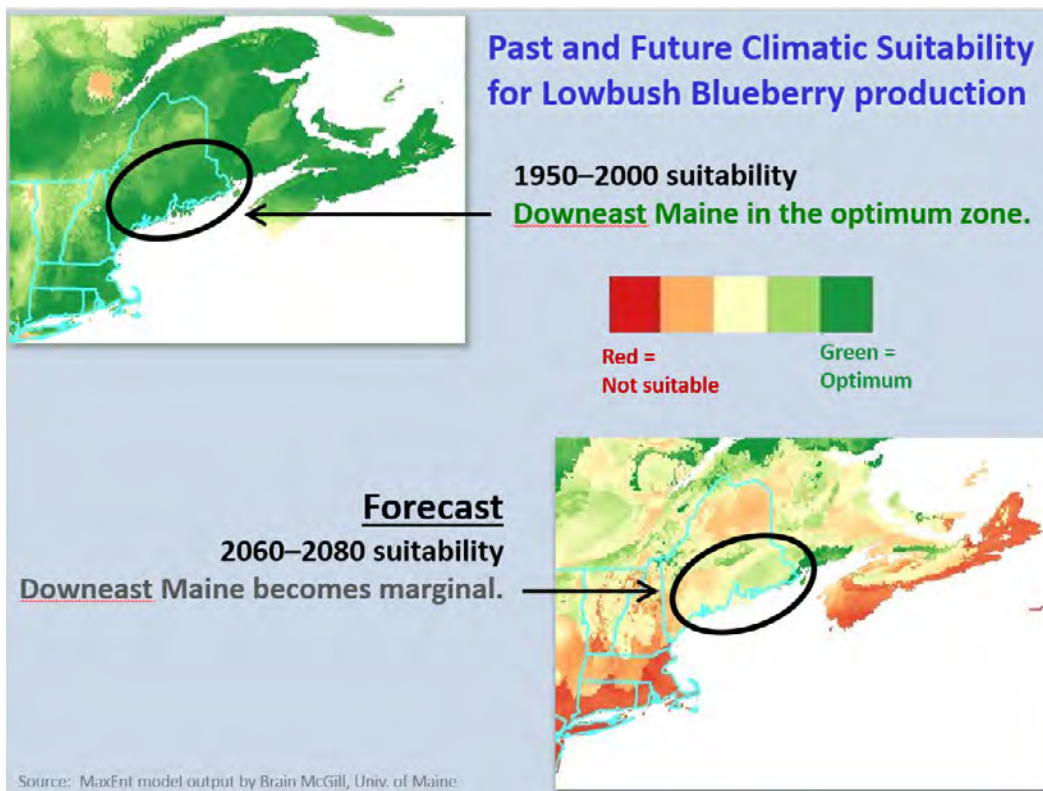 Past and Future Climatic Suitability
for Lowbush Blueberry production
1950–2000 suitability
Downeast Maine in the optimum zone.
Red =
Not suitable
Green =
Optimum
Forecast
2060–2080 suitability
Downeast Maine becomes marginal.
Source: MaxEnt model output by Brain McGill, Univ. of Maine